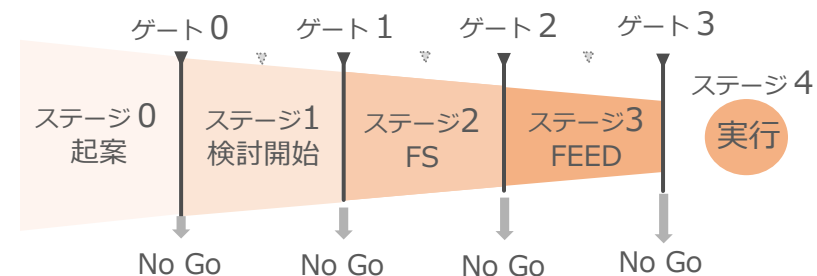 ゲート0
ゲート1
ゲート2
ゲート3
ステージ0
起案
ステージ1
検討開始
ステージ2
FS
ステージ3
FEED
ステージ4
実行
No Go
No Go
No Go
No Go